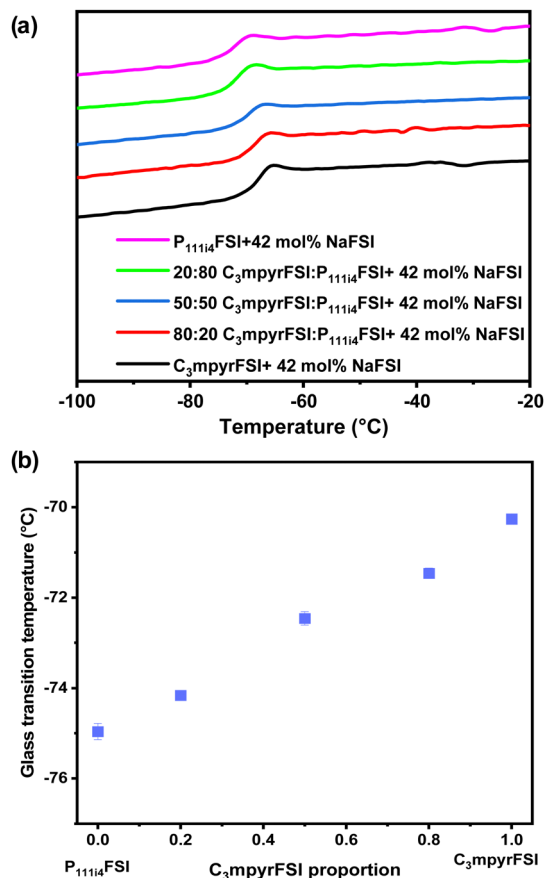 (a)
P₁₁₁ᵢ₄FSI+42 mol% NaFSI
20:80 C₃mpyrFSI:P₁₁₁ᵢ₄FSI+ 42 mol% NaFSI
50:50 C₃mpyrFSI:P₁₁₁ᵢ₄FSI+ 42 mol% NaFSI
80:20 C₃mpyrFSI:P₁₁₁ᵢ₄FSI+ 42 mol% NaFSI
C₃mpyrFSI+ 42 mol% NaFSI
-100 -80 -60 -40 -20
Temperature (°C)
(b)
Glass transition temperature (°C)
-70
-72
-74
-76
0.0 0.2 0.4 0.6 0.8 1.0
P₁₁₁ᵢ₄FSI C₃mpyrFSI proportion C₃mpyrFSI